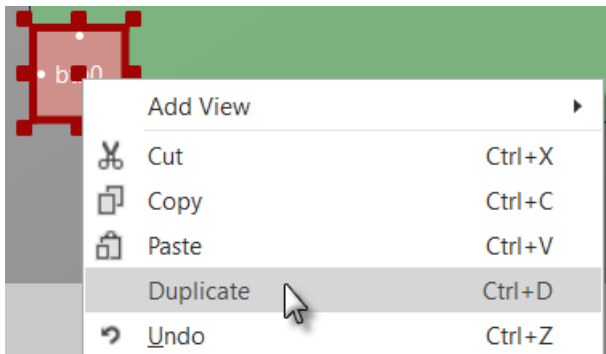 Add View
Cut Ctrl+X
Copy Ctrl+C
Paste Ctrl+V
Duplicate Ctrl+D
Undo Ctrl+Z